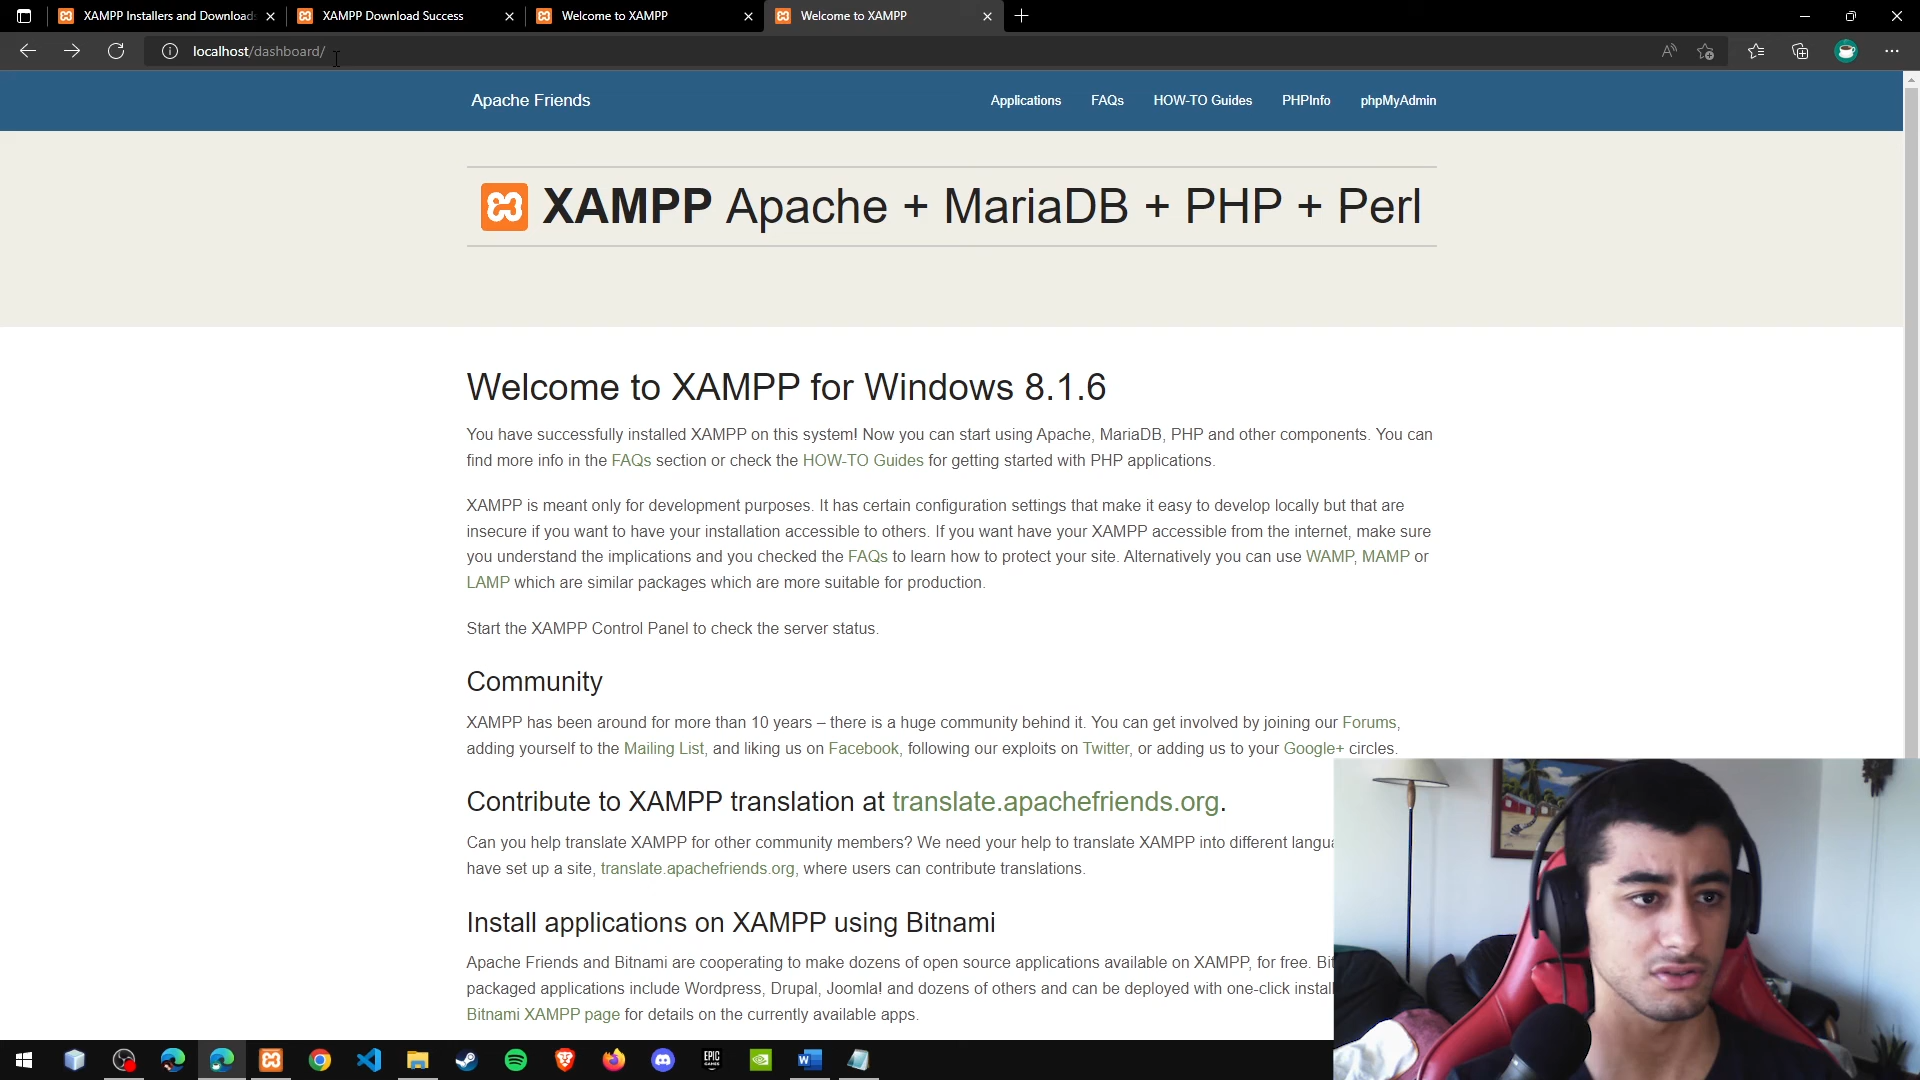 XAMPP Installers and Downloads
XAMPP Download Success
Welcome to XAMPP
Welcome to XAMPP
localhost/dashboard/
Apache Friends
Applications
FAQs
HOW-TO Guides
PHPInfo
phpMyAdmin
XAMPP Apache + MariaDB + PHP + Perl
Welcome to XAMPP for Windows 8.1.6
You have successfully installed XAMPP on this system! Now you can start using Apache, MariaDB, PHP and other components. You can
find more info in the FAQs section or check the HOW-TO Guides for getting started with PHP applications.
XAMPP is meant only for development purposes. It has certain configuration settings that make it easy to develop locally but that are
insecure if you want to have your installation accessible to others. If you want have your XAMPP accessible from the internet, make sure
you understand the implications and you checked the FAQs to learn how to protect your site. Alternatively you can use WAMP, MAMP or
LAMP which are similar packages which are more suitable for production.
Start the XAMPP Control Panel to check the server status.
Community
XAMPP has been around for more than 10 years – there is a huge community behind it. You can get involved by joining our Forums,
adding yourself to the Mailing List, and liking us on Facebook, following our exploits on Twitter, or adding us to your Google+ circles.
Contribute to XAMPP translation at translate.apachefriends.org.
Can you help translate XAMPP for other community members? We need your help to translate XAMPP into different langua
have set up a site, translate.apachefriends.org, where users can contribute translations.
Install applications on XAMPP using Bitnami
Apache Friends and Bitnami are cooperating to make dozens of open source applications available on XAMPP, for free. Bit
packaged applications include Wordpress, Drupal, Joomla! and dozens of others and can be deployed with one-click install
Bitnami XAMPP page for details on the currently available apps.
EPIC
GAMES